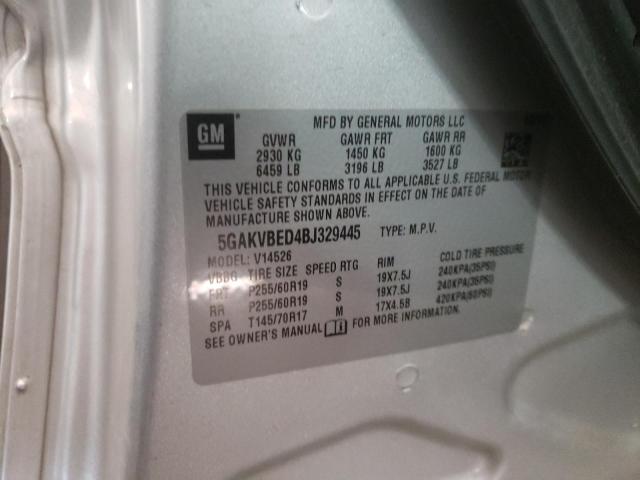 GM
MFD BY GENERAL MOTORS LLC
GVWR GAWR FRT GAWR RR
2930 KG 1450 KG 1600 KG
6459 LB 3196 LB 3527 LB
THIS VEHICLE CONFORMS TO ALL APPLICABLE U.S. FEDERAL MOTOR
VEHICLE SAFETY STANDARDS IN EFFECT ON THE DATE OF
MANUFACTURE SHOWN ABOVE.
5GAKVBED4BJ329445 TYPE: M.P.V.
MODEL: V14526
VBBG TIRE SIZE SPEED RTG RIM COLD TIRE PRESSURE
FRT P255/60R19 S 19X7.5J 240KPA(35PSI)
RR P255/60R19 S 19X7.5J 240KPA(35PSI)
SPA T145/70R17 M 17X4.5B 420KPA(60PSI)
SEE OWNER'S MANUAL FOR MORE INFORMATION.